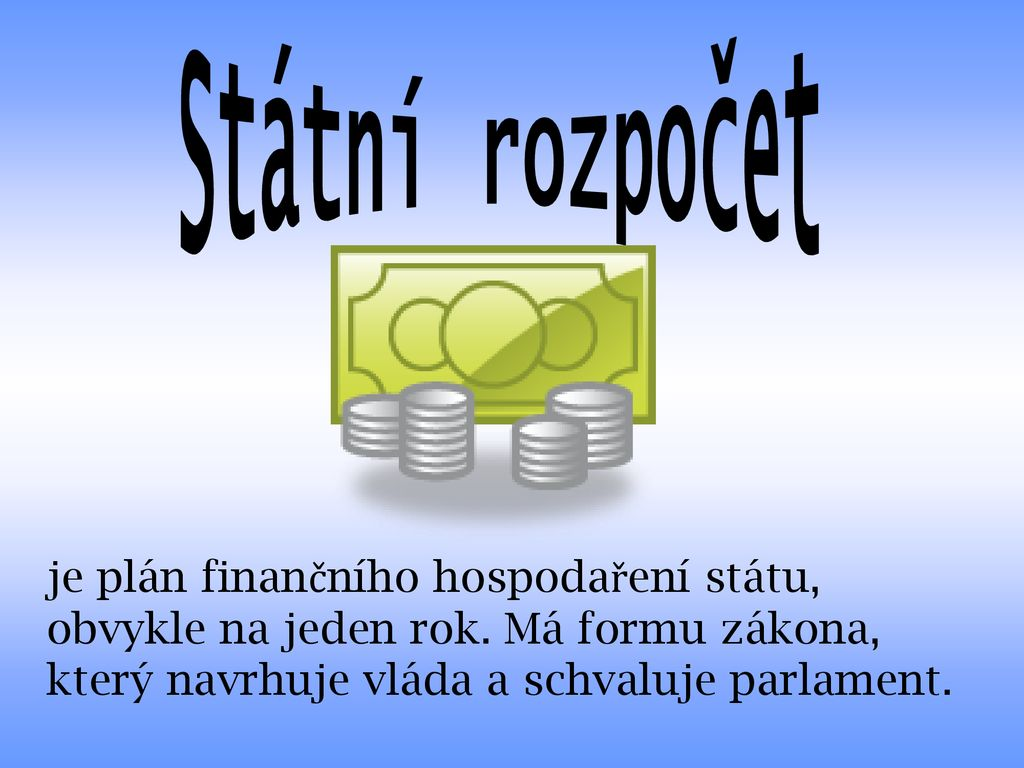 Státní rozpočet
je plán finančního hospodaření státu,
obvykle na jeden rok. Má formu zákona,
který navrhuje vláda a schvaluje parlament.